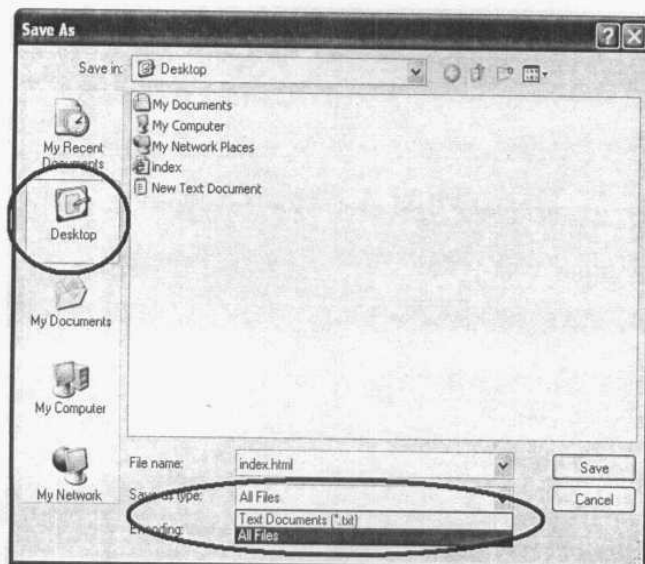 Save As
Save in:
Desktop
My Recent
Documents
Desktop
My Documents
My Computer
My Network
My Documents
My Computer
My Network Places
index
New Text Document
File name:
index.html
Save
Save as type:
All Files
Cancel
Encoding:
Text Documents (*.txt)
All Files